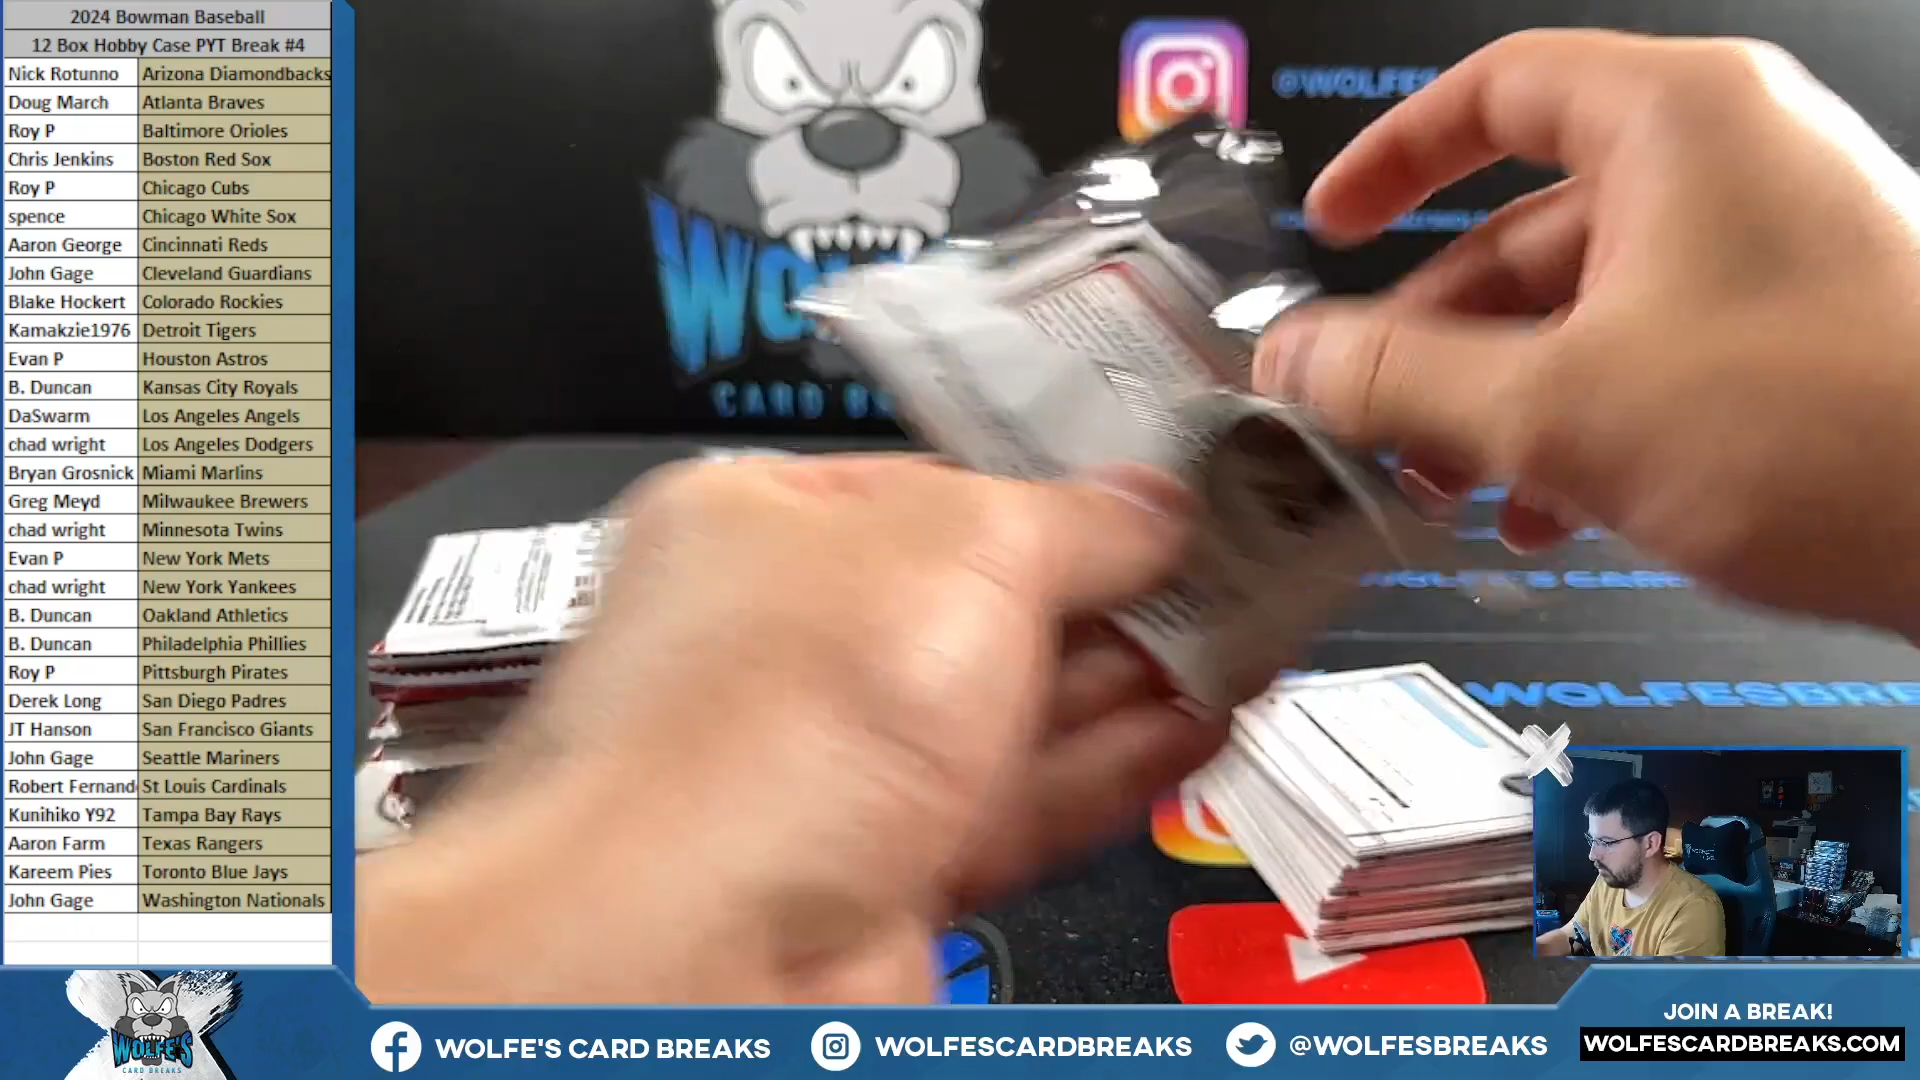 2024 Bowman Baseball
12 Box Hobby Case PYT Break #4
Nick Rotunno Arizona Diamondbacks
Doug March Atlanta Braves
Roy P Baltimore Orioles
Chris Jenkins Boston Red Sox
Roy P Chicago Cubs
spence Chicago White Sox
Aaron George Cincinnati Reds
John Gage Cleveland Guardians
Blake Hockert Colorado Rockies
Kamakzie1976 Detroit Tigers
Evan P Houston Astros
B. Duncan Kansas City Royals
DaSwarm Los Angeles Angels
chad wright Los Angeles Dodgers
Bryan Grosnick Miami Marlins
Greg Meyd Milwaukee Brewers
chad wright Minnesota Twins
Evan P New York Mets
chad wright New York Yankees
B. Duncan Oakland Athletics
B. Duncan Philadelphia Phillies
Roy P Pittsburgh Pirates
Derek Long San Diego Padres
JT Hanson San Francisco Giants
John Gage Seattle Mariners
Robert Fernand St Louis Cardinals
Kunihiko Y92 Tampa Bay Rays
Aaron Farm Texas Rangers
Kareem Pies Toronto Blue Jays
John Gage Washington Nationals
@WOLFES
WO
CARD B
WOLFESBRE
WOLFE'S
CARD BREAKS
WOLFE'S CARD BREAKS
WOLFESCARDBREAKS
@WOLFESBREAKS
JOIN A BREAK!
WOLFESCARDBREAKS.COM